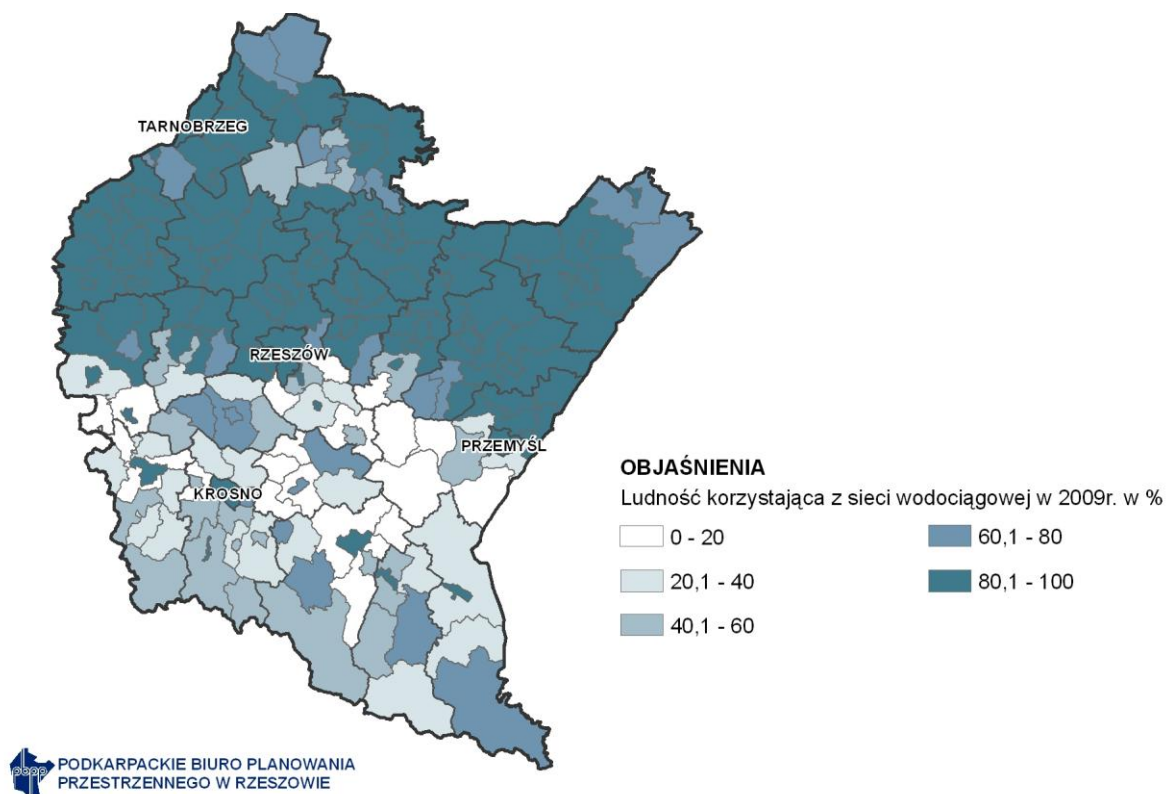 TARNOBRZEG
RZESZÓW
PRZEMYŚL
KROSNO
OBJAŚNIENIA
Ludność korzystająca z sieci wodociągowej w 2009r. w %
0 - 20
20,1 - 40
40,1 - 60
60,1 - 80
80,1 - 100
PODKARPACKIE BIURO PLANOWANIA
PRZESTRZENNEGO W RZESZOWIE